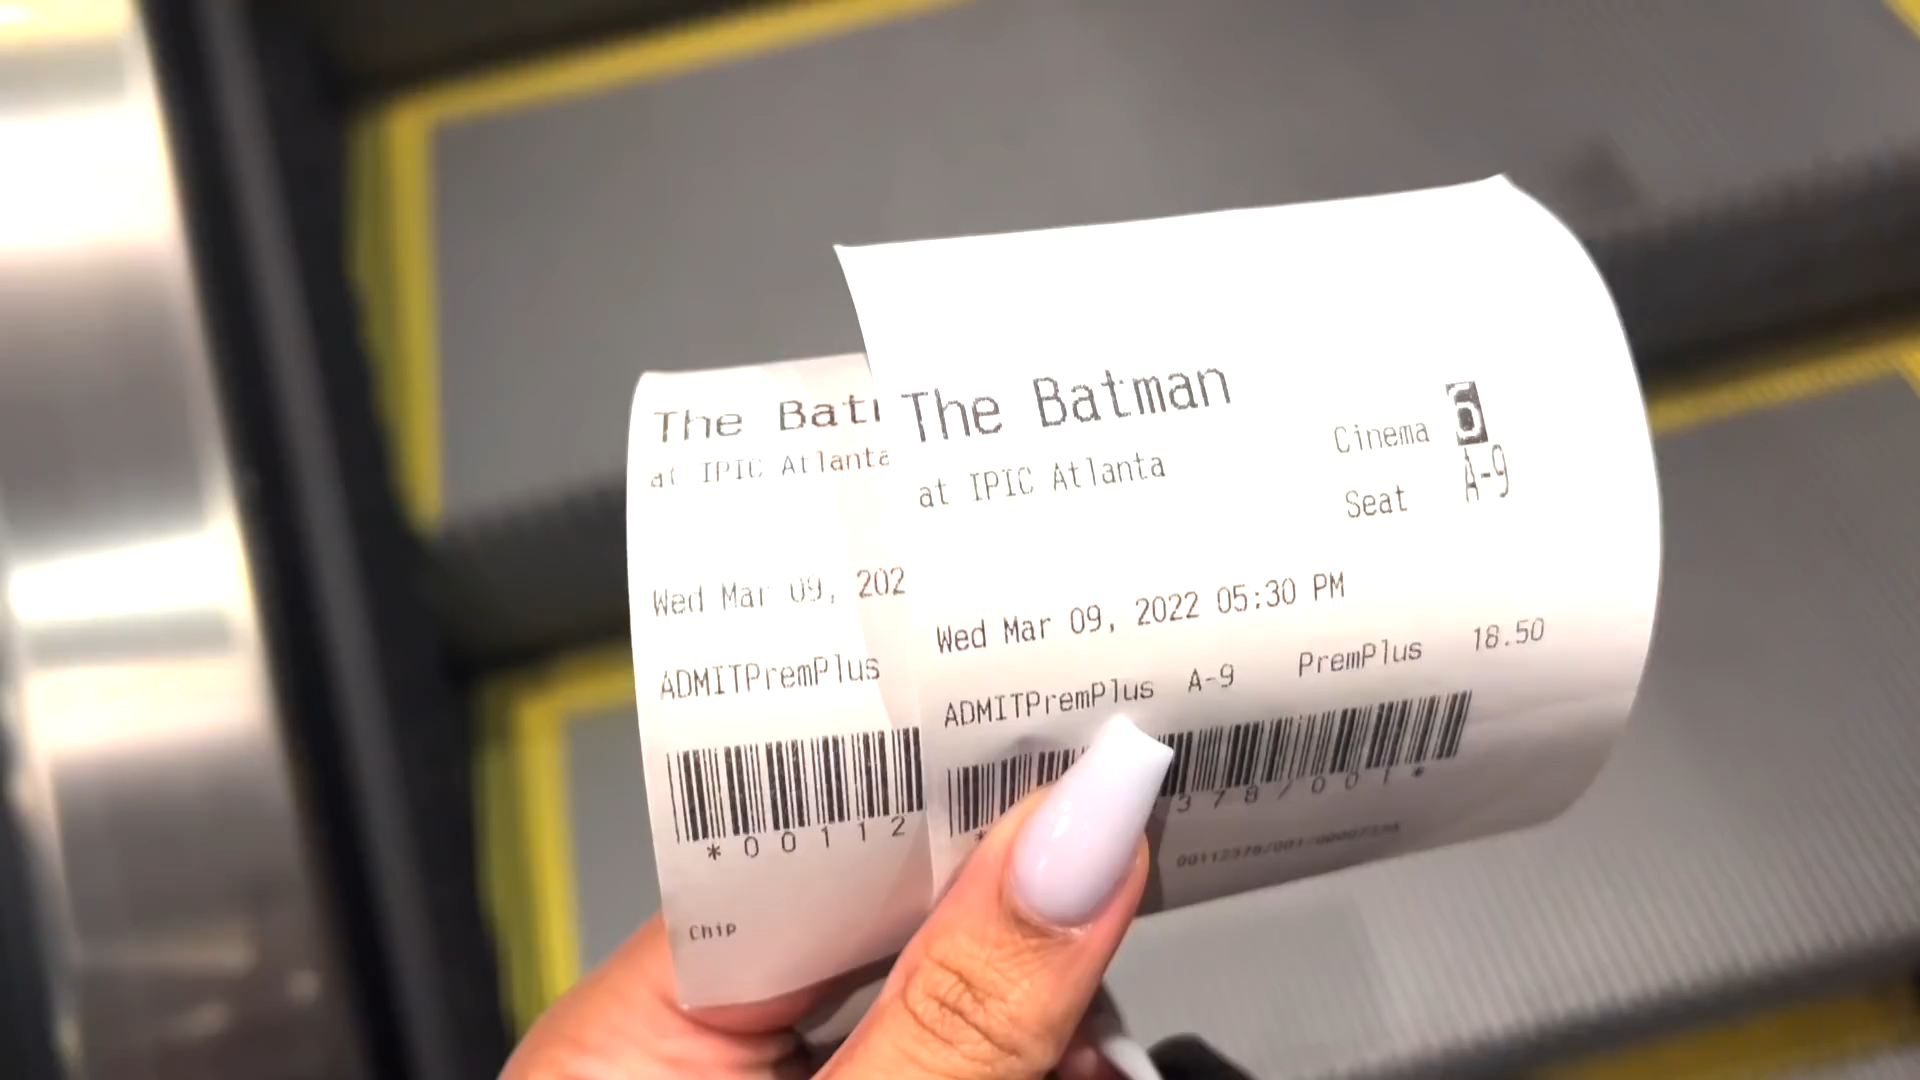 The Bat
at IPIC Atlanta
Wed Mar 09, 202
ADMITPremPlus
*00112
Chip
The Batman
at IPIC Atlanta
Cinema 5
Seat A-9
Wed Mar 09, 2022 05:30 PM
ADMITPremPlus A-9 PremPlus 18.50
378/001*